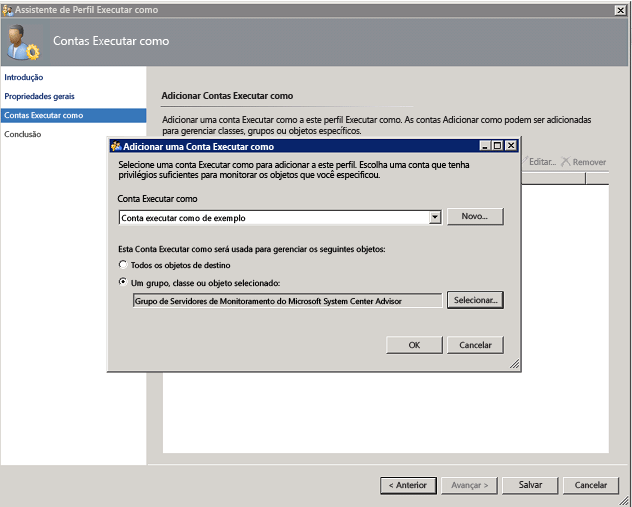 Assistente de Perfil Executar como
Contas Executar como
Introdução
Propriedades gerais
Contas Executar como
Conclusão
Adicionar Contas Executar como
Adicionar uma conta Executar como a este perfil Executar como. As contas Adicionar como podem ser adicionadas
para gerenciar classes, grupos ou objetos específicos.
Editar... Remover
Adicionar uma Conta Executar como
Selecione uma conta Executar como para adicionar a este perfil. Escolha uma conta que tenha
privilégios suficientes para monitorar os objetos que você especificou.
Conta Executar como
Conta executar como de exemplo
Novo...
Esta Conta Executar como será usada para gerenciar os seguintes objetos:
Todos os objetos de destino
Um grupo, classe ou objeto selecionado:
Grupo de Servidores de Monitoramento do Microsoft System Center Advisor
Selecionar...
OK Cancelar
< Anterior Avançar > Salvar Cancelar